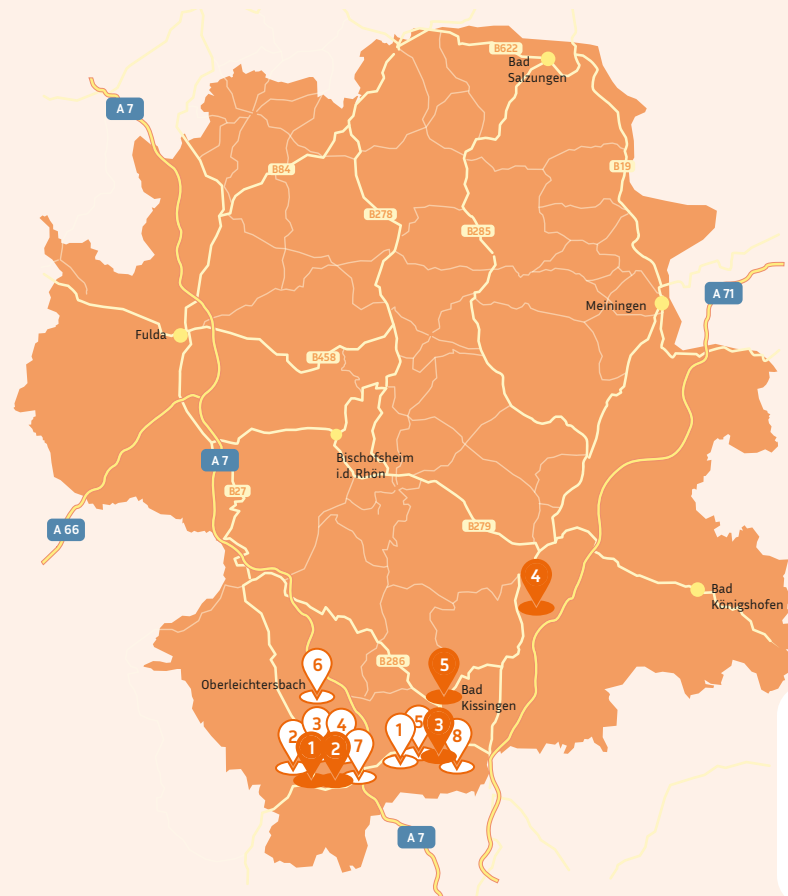 B622
Bad
Salzungen
A 7
B84
B19
B278
B285
A 71
Meiningen
Fulda
B458
Bischofsheim
i.d. Rhön
A 7
B27
A 66
B279
4
Bad
Königshofen
B286
6
5
Oberleichtersbach
Bad
Kissingen
2
3
4
1
5
3
8
1
2
7
A 7